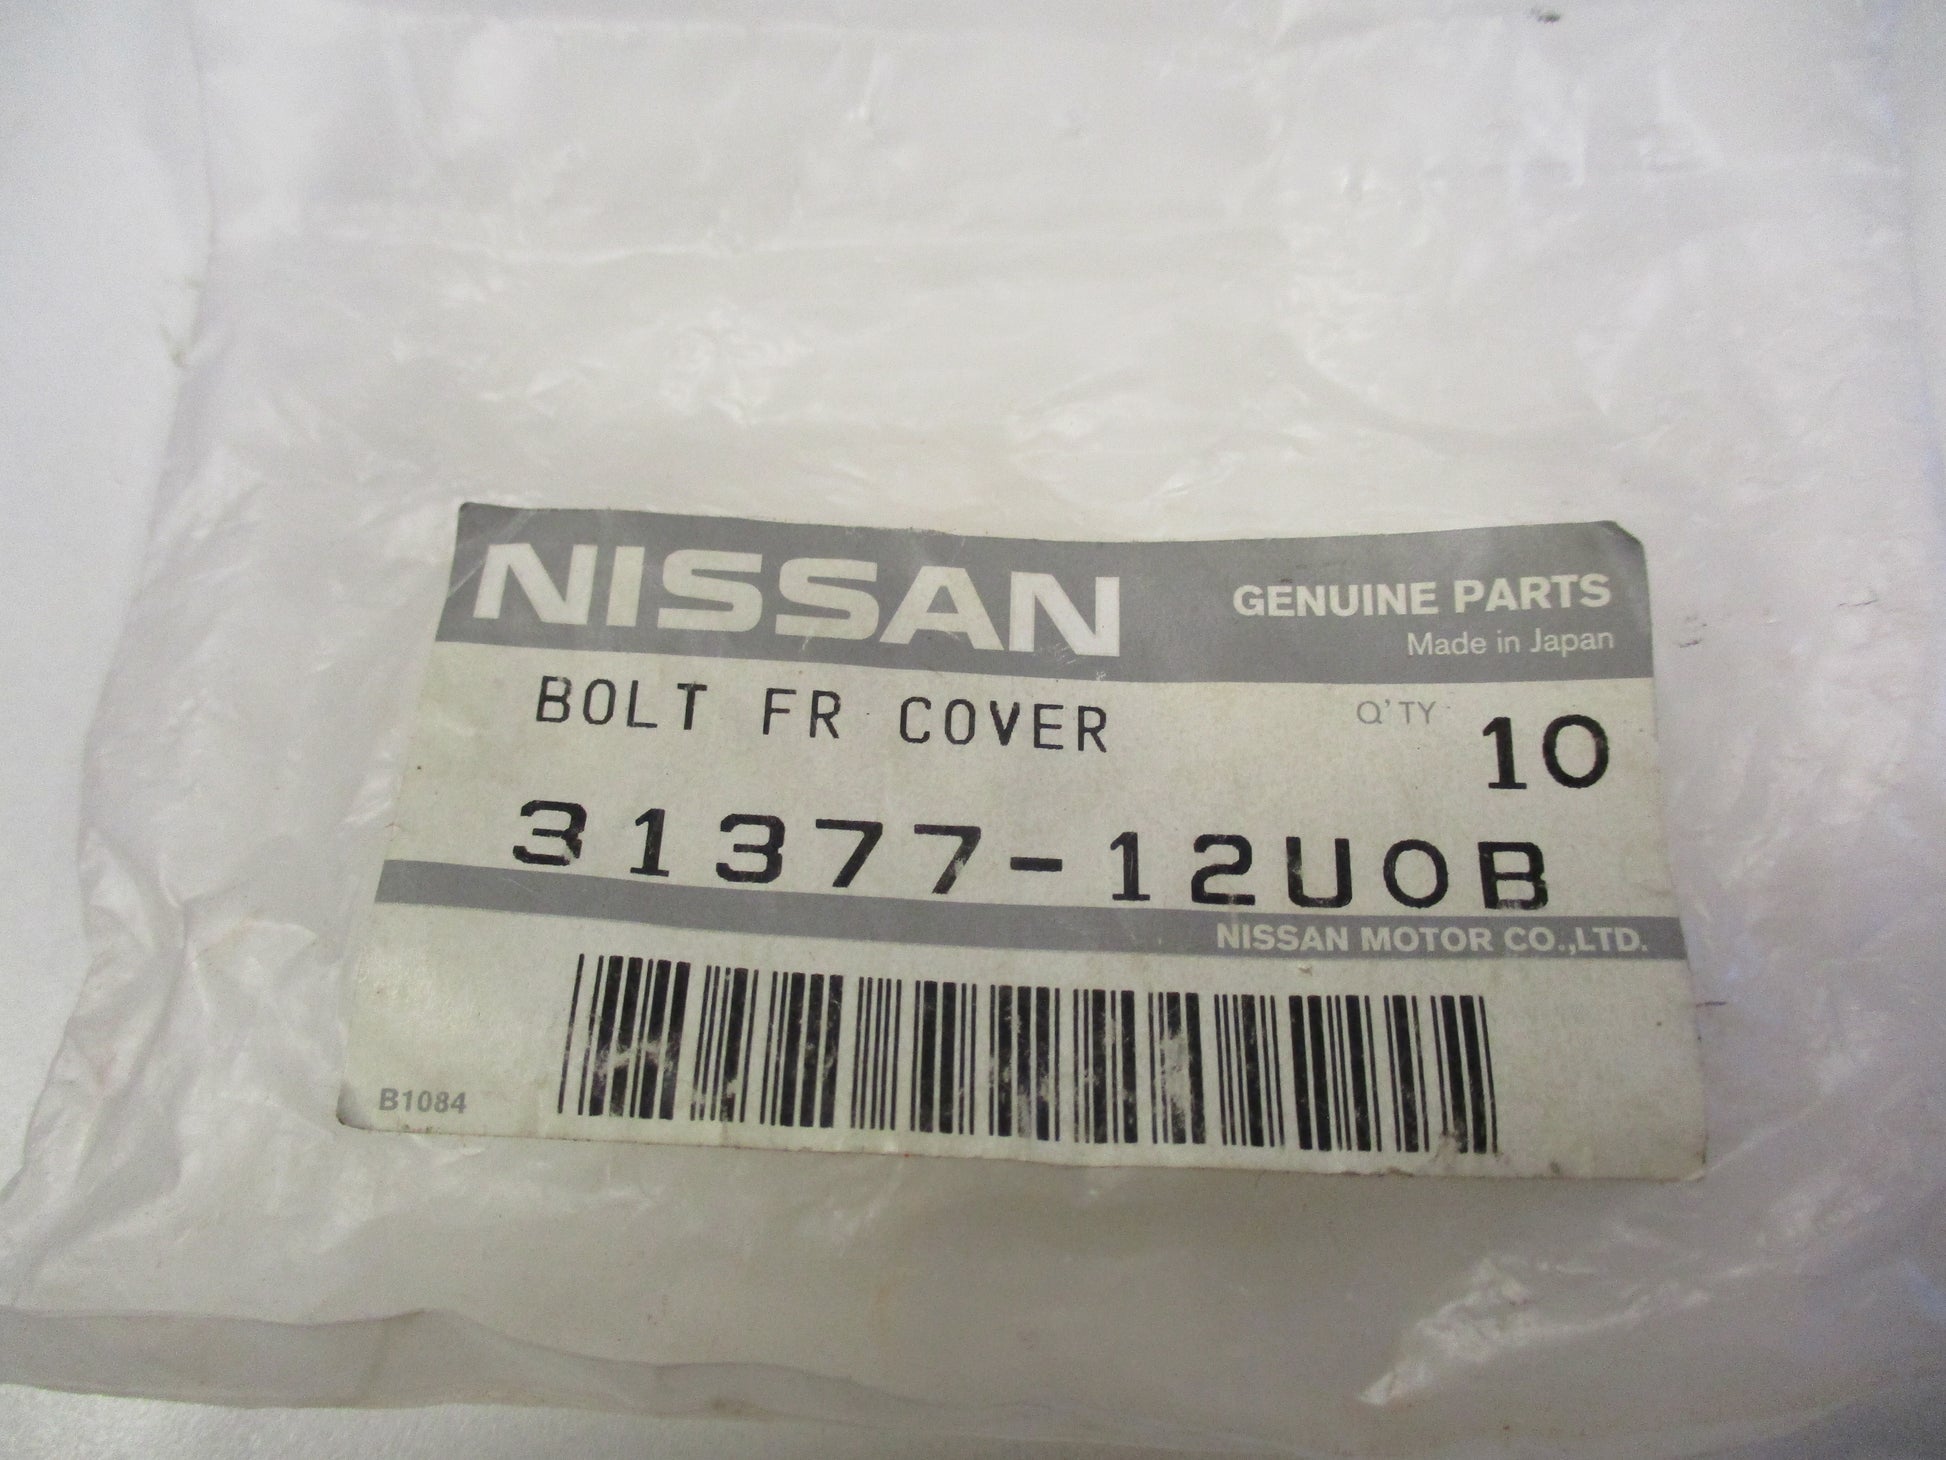 NISSAN
GENUINE PARTS
Made in Japan
BOLT FR COVER
Q'TY 10
31377-12U0B
NISSAN MOTOR CO.,LTD.
B1084